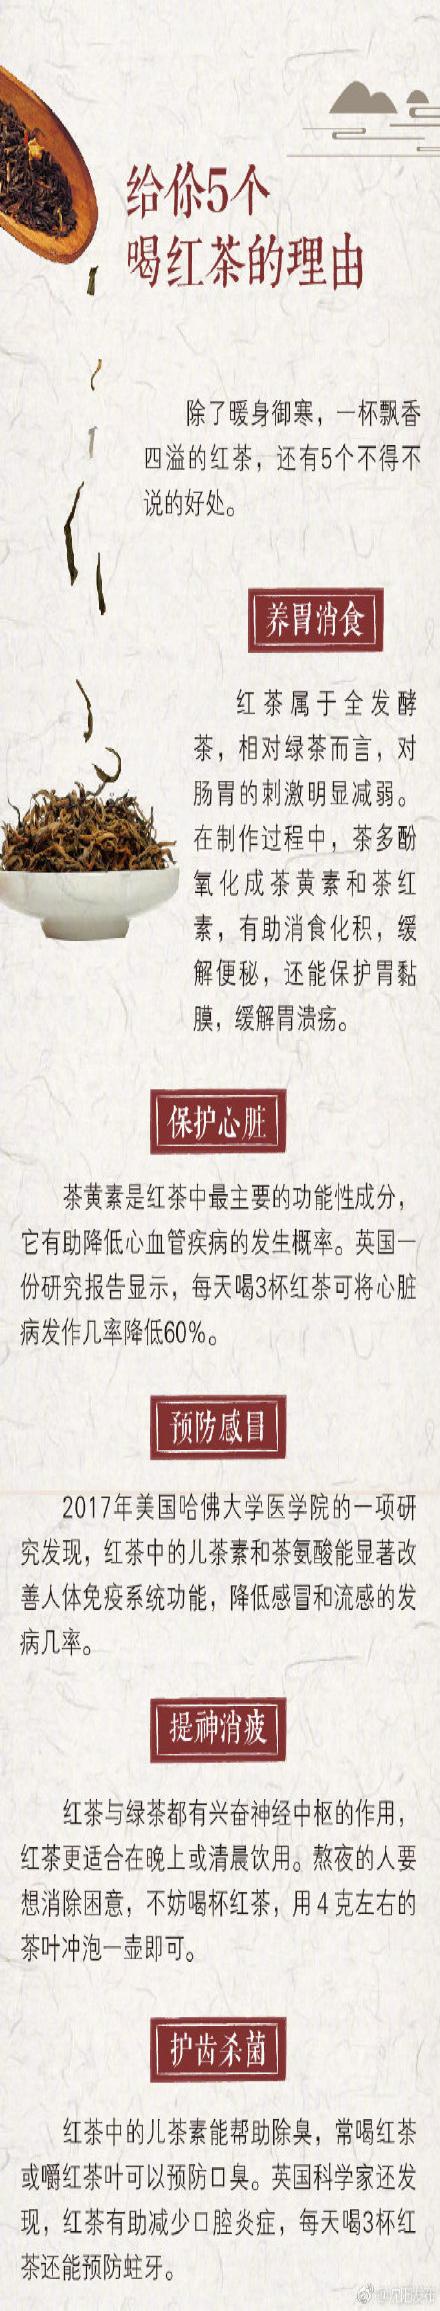 给你5个
喝红茶的理由
除了暖身御寒，一杯飘香
四溢的红茶，还有5个不得不
说的好处。
养胃消食
红茶属于全发酵
茶，相对绿茶而言，对
肠胃的刺激明显减弱。
在制作过程中，茶多酚
氧化成茶黄素和茶红
素，有助消食化积，缓
解便秘，还能保护胃黏
膜，缓解胃溃疡。
保护心脏
茶黄素是红茶中最主要的功能性成分，
它有助降低心血管疾病的发生概率。英国一
份研究报告显示，每天喝3杯红茶可将心脏
病发作几率降低60%。
预防感冒
2017年美国哈佛大学医学院的一项研
究发现，红茶中的儿茶素和茶氨酸能显著改
善人体免疫系统功能，降低感冒和流感的发
病几率。
提神消疲
红茶与绿茶都有兴奋神经中枢的作用，
红茶更适合在晚上或清晨饮用。熬夜的人要
想消除困意，不妨喝杯红茶，用4克左右的
茶叶冲泡一壶即可。
护齿杀菌
红茶中的儿茶素能帮助除臭，常喝红茶
或嚼红茶叶可以预防口臭。英国科学家还发
现，红茶有助减少口腔炎症，每天喝3杯红
茶还能预防蛀牙。